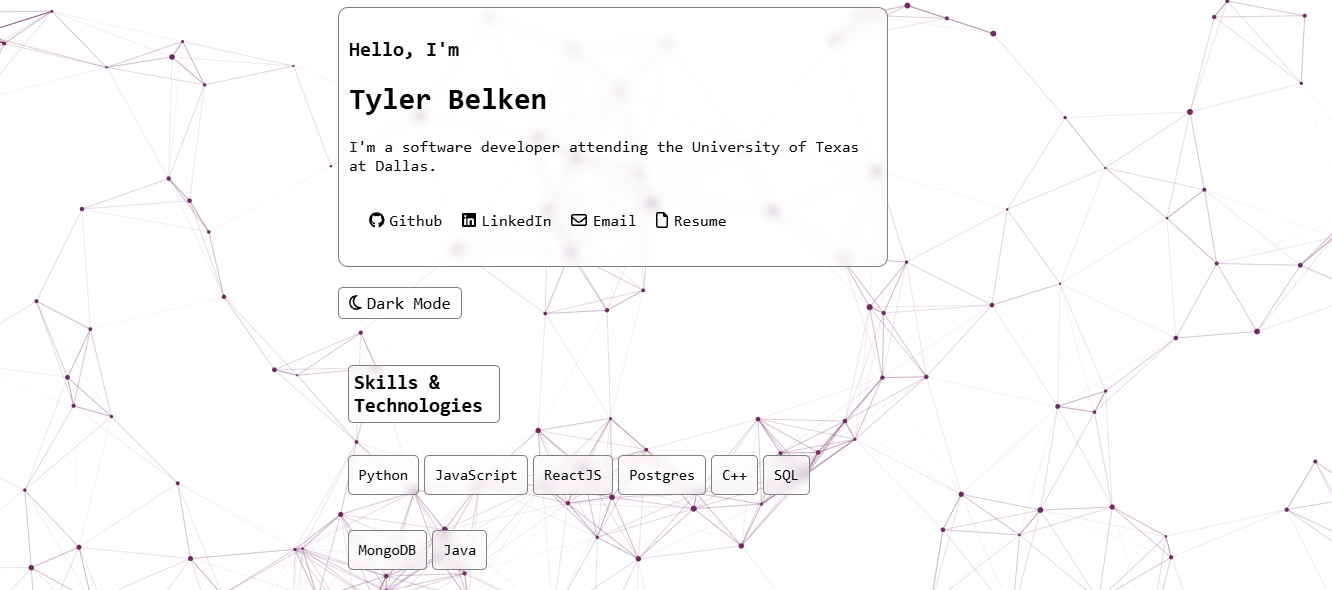 Hello, I'm
Tyler Belken
I'm a software developer attending the University of Texas
at Dallas.
Github LinkedIn Email Resume
Dark Mode
Skills &
Technologies
Python JavaScript ReactJS Postgres C++ SQL
MongoDB Java